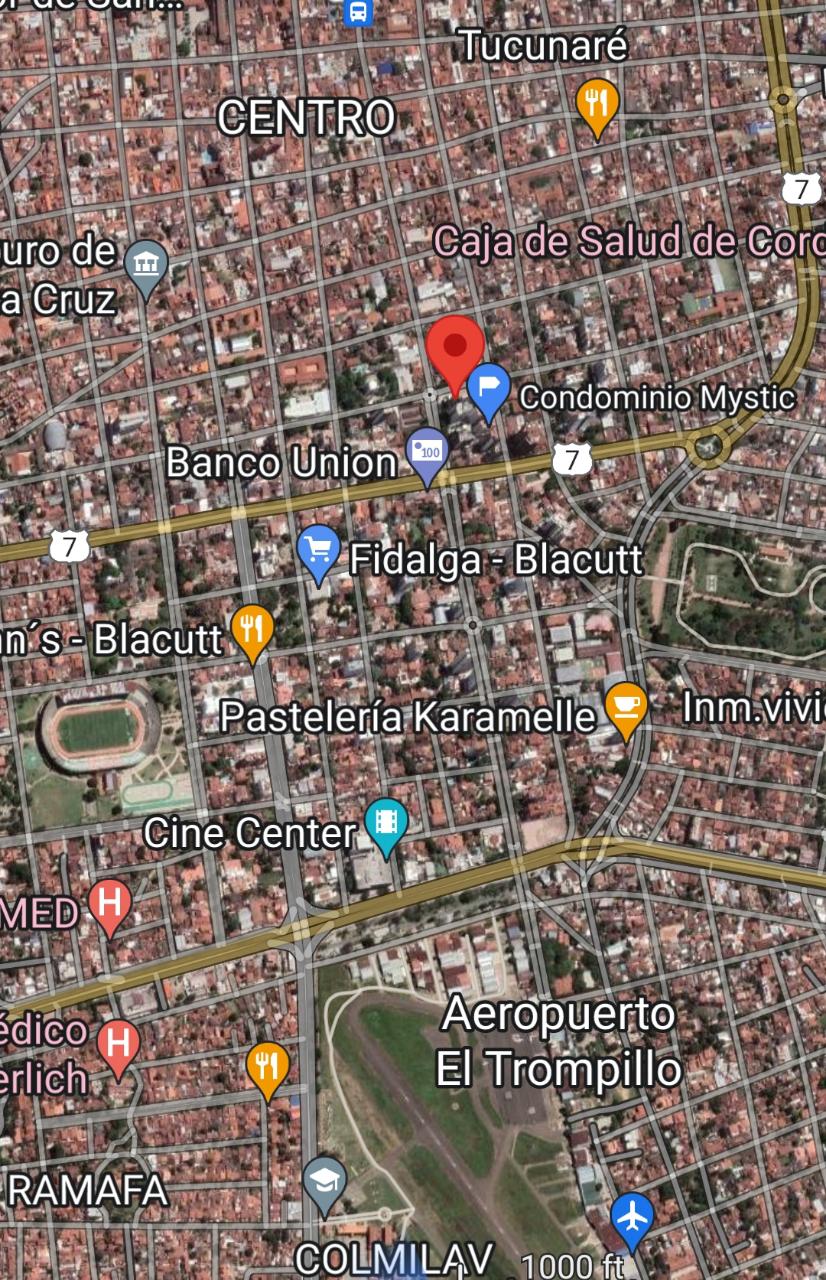 Tucunaré
CENTRO
7
Caja de Salud de
uro de
a Cruz
Condominio Mystic
Banco Union
100
7
7
Fidalga - Blacutt
n´s - Blacutt
Pastelería Karamelle
Inm.vivi
Cine Center
MED
H
Aeropuerto
El Trompillo
édico
erlich
H
RAMAFA
COLMILAV
1000 ft